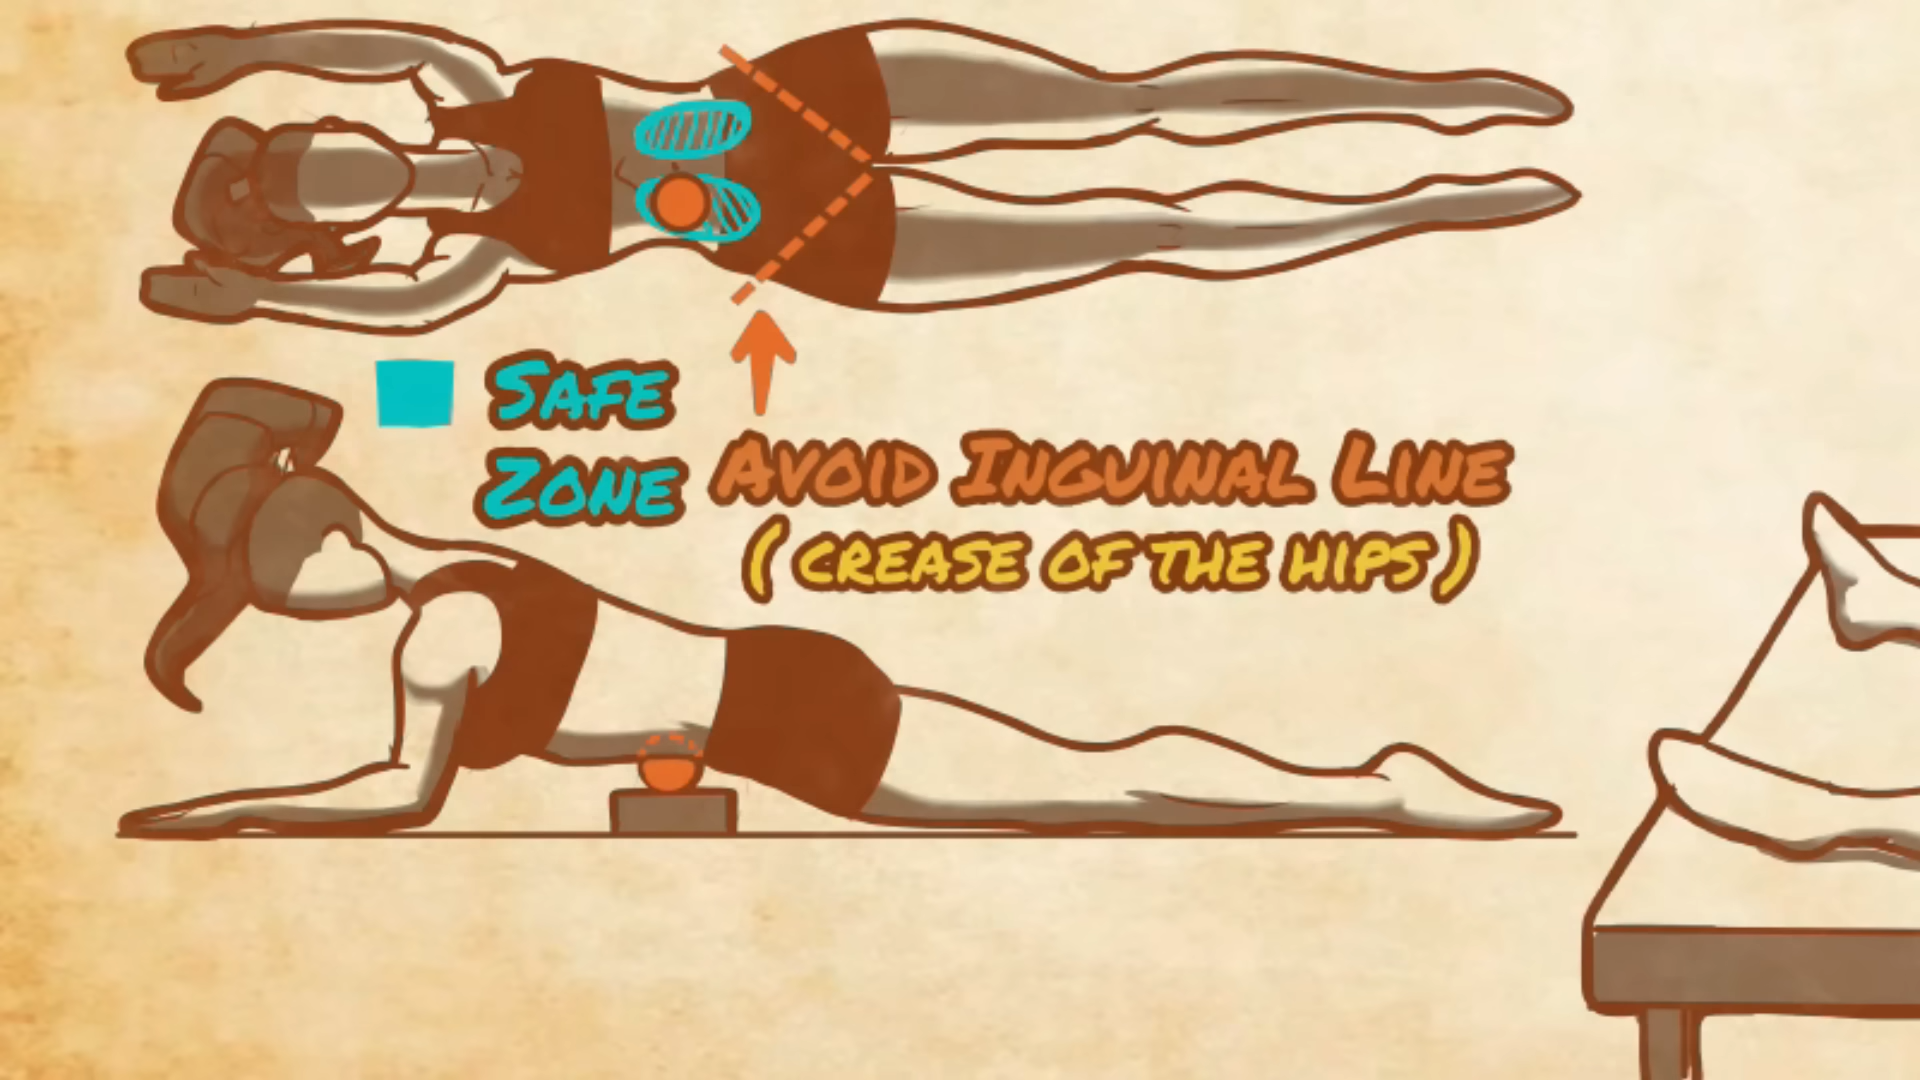 SAFE
ZONE
AVOID INGUINAL LINE
( CREASE OF THE HIPS )